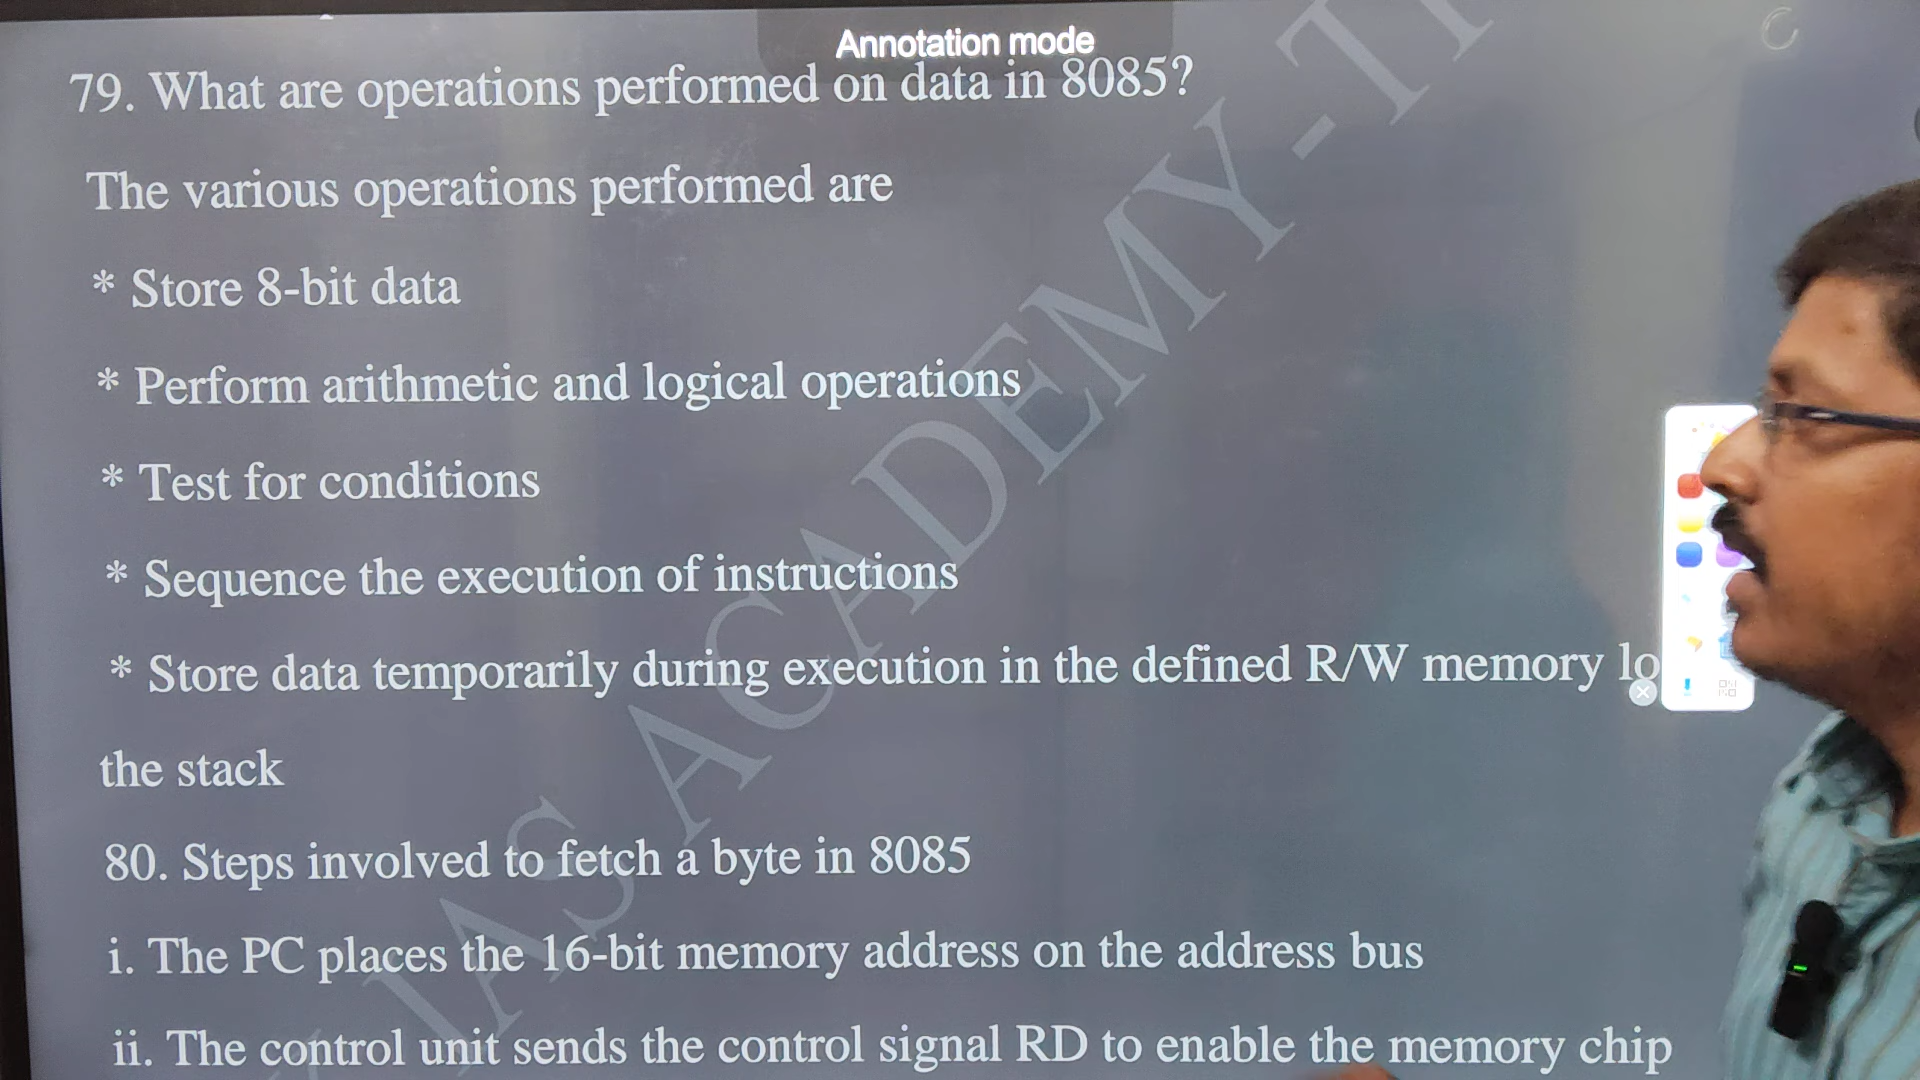 Annotation mode
79. What are operations performed on data in 8085?
The various operations performed are
* Store 8-bit data
* Perform arithmetic and logical operations
* Test for conditions
* Sequence the execution of instructions
* Store data temporarily during execution in the defined R/W memory lo
the stack
80. Steps involved to fetch a byte in 8085
i. The PC places the 16-bit memory address on the address bus
ii. The control unit sends the control signal RD to enable the memory chip
IAS ACADEMY - T